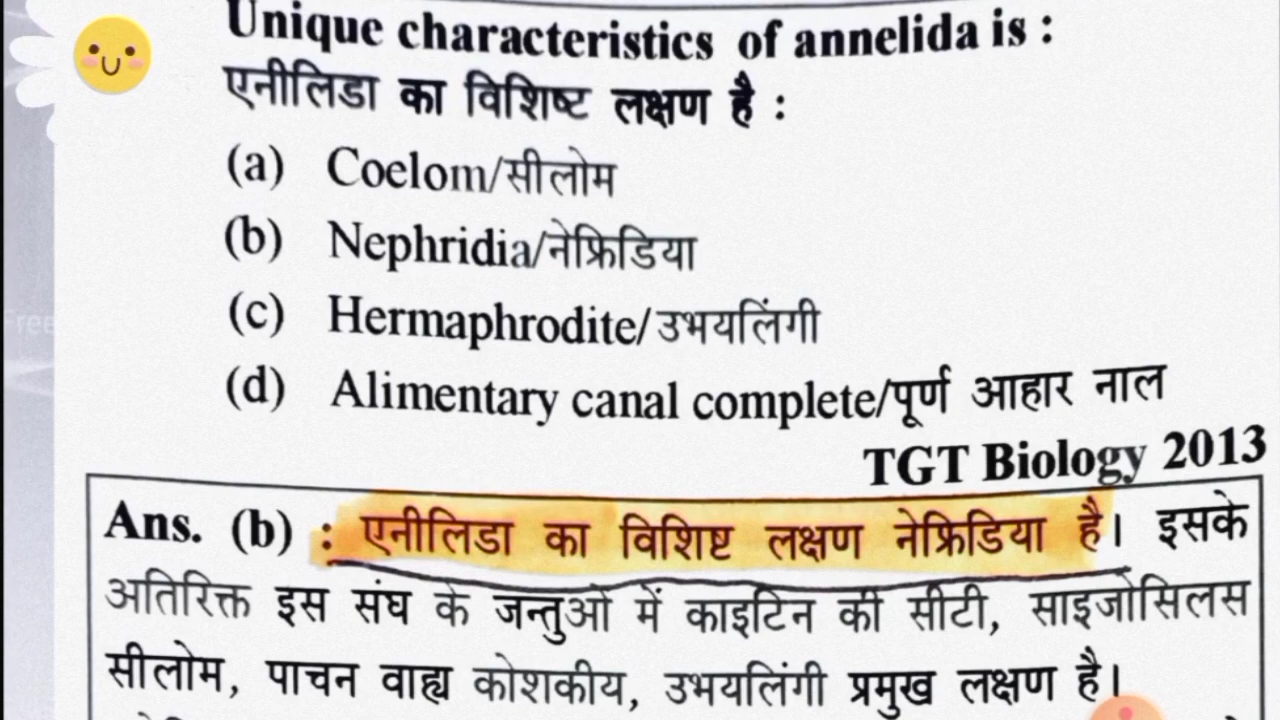 Unique characteristics of annelida is :
एनीलिडा का विशिष्ट लक्षण है :
(a) Coelom/सीलोम
(b) Nephridia/नेफ्रिडिया
(c) Hermaphrodite/उभयलिंगी
(d) Alimentary canal complete/पूर्ण आहार नाल
TGT Biology 2013
Ans. (b) : एनीलिडा का विशिष्ट लक्षण नेफ्रिडिया है। इसके
अतिरिक्त इस संघ के जन्तुओं में काइटिन की सीटी, साइजोसिलस
सीलोम, पाचन वाह्य कोशकीय, उभयलिंगी प्रमुख लक्षण है।
Free